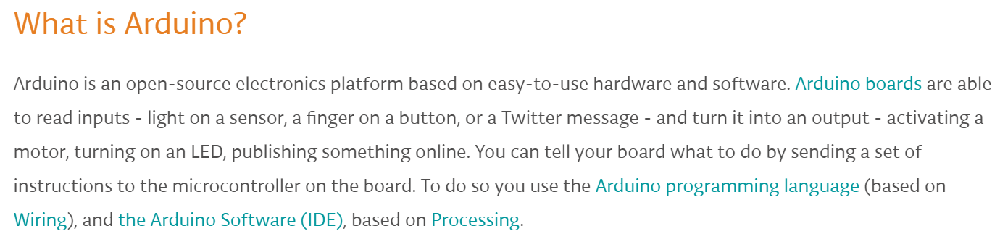 What is Arduino?
Arduino is an open-source electronics platform based on easy-to-use hardware and software. Arduino boards are able
to read inputs - light on a sensor, a finger on a button, or a Twitter message - and turn it into an output - activating a
motor, turning on an LED, publishing something online. You can tell your board what to do by sending a set of
instructions to the microcontroller on the board. To do so you use the Arduino programming language (based on
Wiring), and the Arduino Software (IDE), based on Processing.